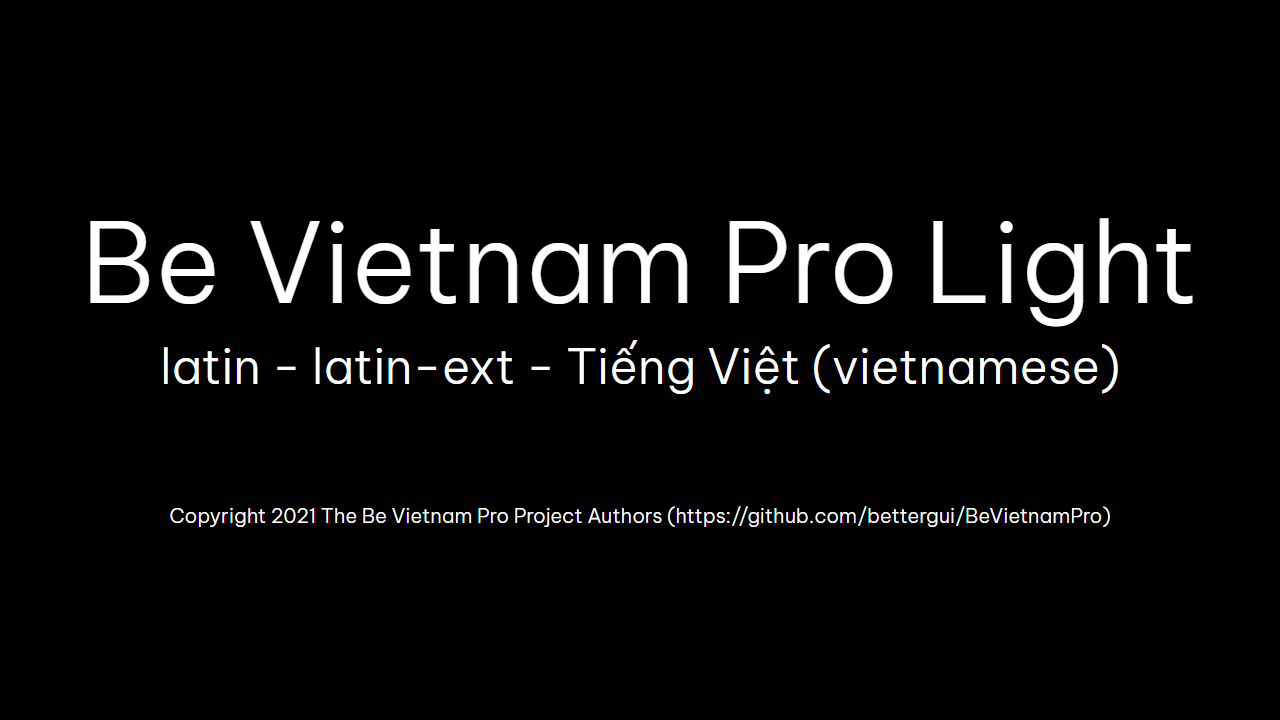 Be Vietnam Pro Light
latin - latin-ext - Tiếng Việt (vietnamese)
Copyright 2021 The Be Vietnam Pro Project Authors (https://github.com/bettergui/BeVietnamPro)